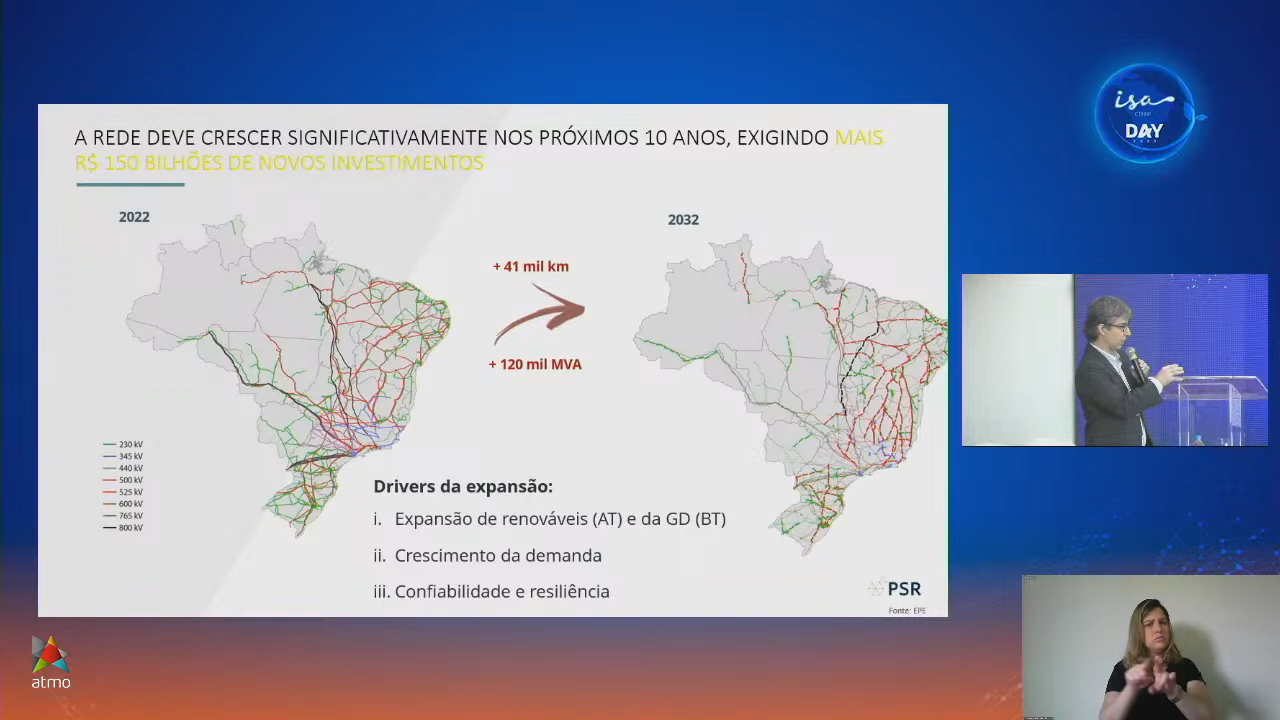 A REDE DEVE CRESCER SIGNIFICATIVAMENTE NOS PRÓXIMOS 10 ANOS, EXIGINDO MAIS
R$ 150 BILHÕES DE NOVOS INVESTIMENTOS
2022
2032
+ 41 mil km
+ 120 mil MVA
230 kV
345 kV
440 kV
500 kV
525 kV
600 kV
765 kV
800 kV
Drivers da expansão:
i. Expansão de renováveis (AT) e da GD (BT)
ii. Crescimento da demanda
iii. Confiabilidade e resiliência
PSR
Fonte: EPE
isa
CTEEP
DAY
atmo